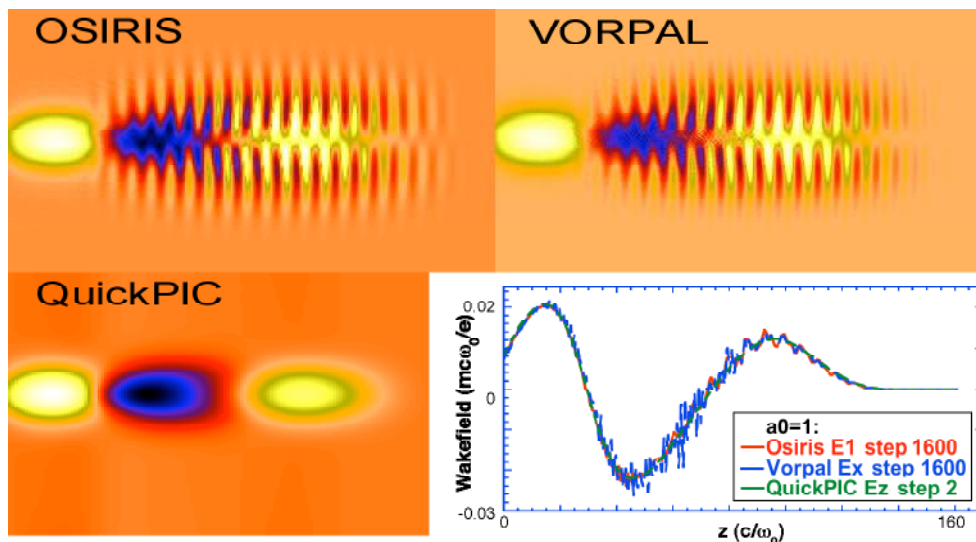 OSIRIS
VORPAL
QuickPIC
Wakefield (mcω₀/e)
0.02
0
-0.03
a0=1:
Osiris E1 step 1600
Vorpal Ex step 1600
QuickPIC Ez step 2
0
160
z (c/ω₀)